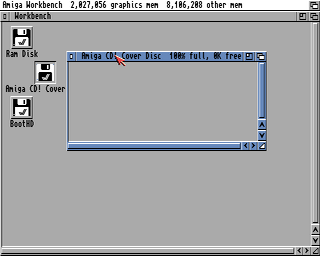 Amiga Workbench 2,027,056 graphics mem 8,106,208 other mem
Workbench
Ram Disk
Amiga CD! Cover
BootHD
Amiga CD! Cover Disc 100% full, 0K free